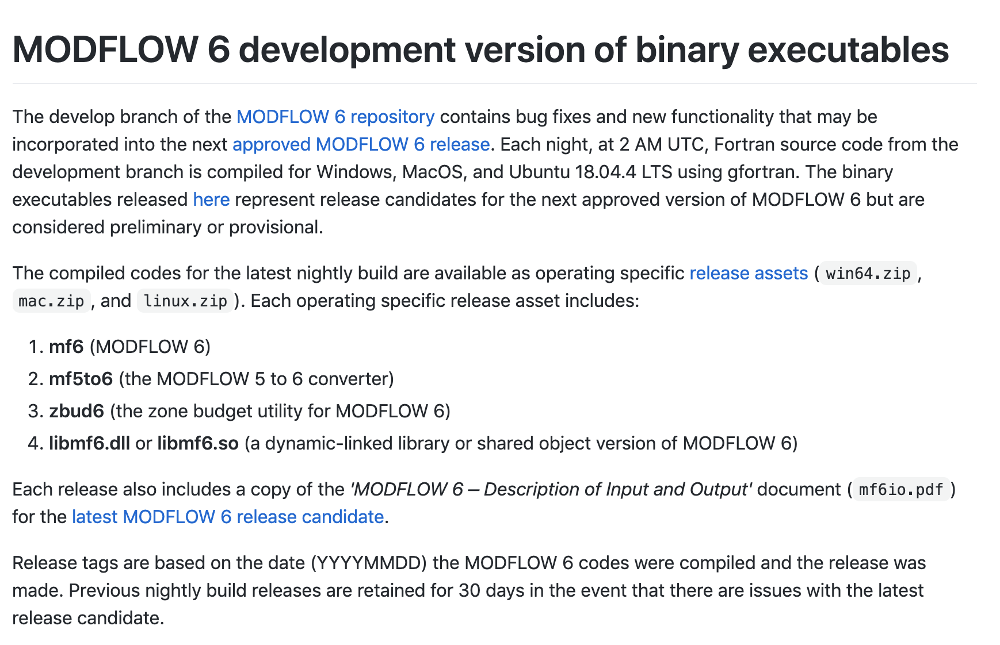 MODFLOW 6 development version of binary executables
The develop branch of the MODFLOW 6 repository contains bug fixes and new functionality that may be
incorporated into the next approved MODFLOW 6 release. Each night, at 2 AM UTC, Fortran source code from the
development branch is compiled for Windows, MacOS, and Ubuntu 18.04.4 LTS using gfortran. The binary
executables released here represent release candidates for the next approved version of MODFLOW 6 but are
considered preliminary or provisional.
The compiled codes for the latest nightly build are available as operating specific release assets ( win64.zip ,
mac.zip , and linux.zip ). Each operating specific release asset includes:
1. mf6 (MODFLOW 6)
2. mf5to6 (the MODFLOW 5 to 6 converter)
3. zbud6 (the zone budget utility for MODFLOW 6)
4. libmf6.dll or libmf6.so (a dynamic-linked library or shared object version of MODFLOW 6)
Each release also includes a copy of the 'MODFLOW 6 – Description of Input and Output' document ( mf6io.pdf )
for the latest MODFLOW 6 release candidate.
Release tags are based on the date (YYYYMMDD) the MODFLOW 6 codes were compiled and the release was
made. Previous nightly build releases are retained for 30 days in the event that there are issues with the latest
release candidate.